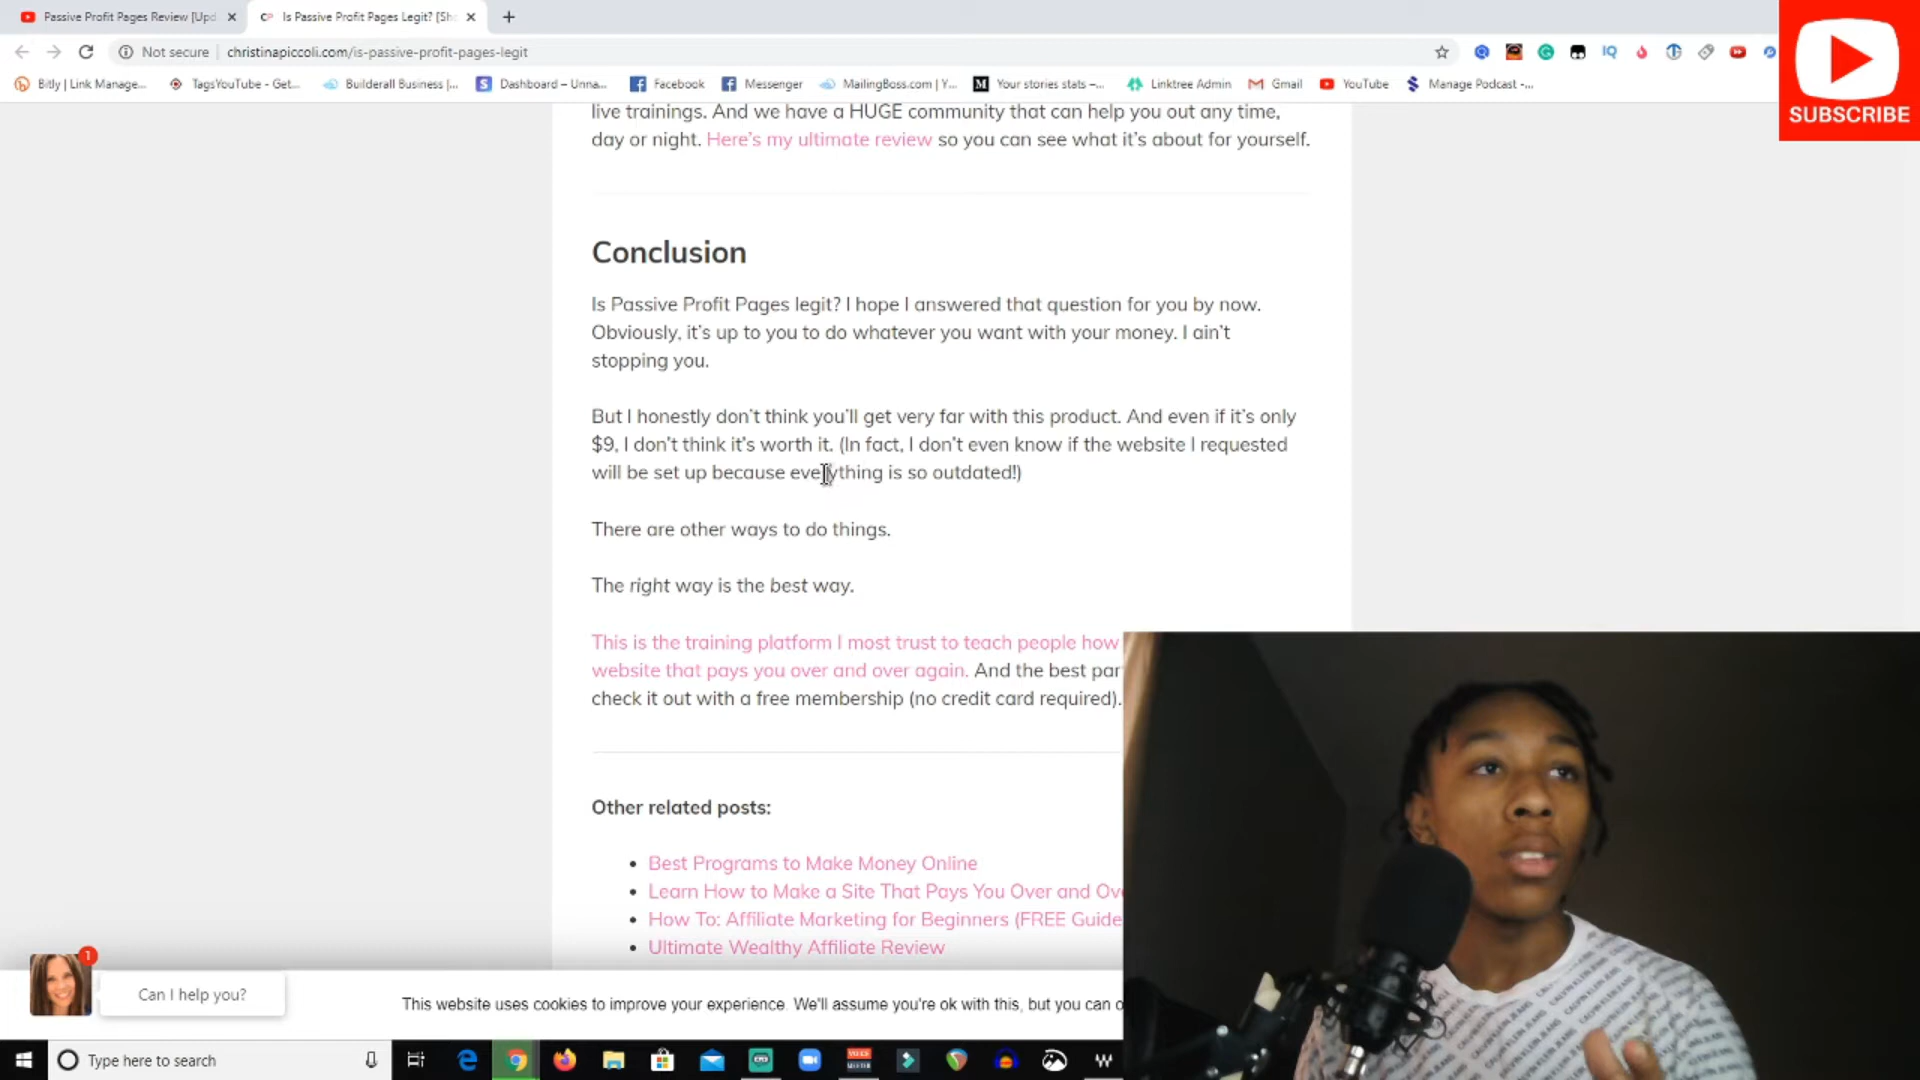 Passive Profit Pages Review [Upd
Is Passive Profit Pages Legit? [Sh
Not secure
christinapiccoli.com/is-passive-profit-pages-legit
IQ
Bitly | Link Manage...
TagsYouTube - Get...
Builderall Business |...
Dashboard – Unna...
Facebook
Messenger
MailingBoss.com | Y...
Your stories stats –...
Linktree Admin
Gmail
YouTube
Manage Podcast -...
SUBSCRIBE
live trainings. And we have a HUGE community that can help you out any time,
day or night. Here's my ultimate review so you can see what it's about for yourself.
Conclusion
Is Passive Profit Pages legit? I hope I answered that question for you by now.
Obviously, it's up to you to do whatever you want with your money. I ain't
stopping you.
But I honestly don't think you'll get very far with this product. And even if it's only
$9, I don't think it's worth it. (In fact, I don't even know if the website I requested
will be set up because everything is so outdated!)
There are other ways to do things.
The right way is the best way.
This is the training platform I most trust to teach people how
website that pays you over and over again. And the best par
check it out with a free membership (no credit card required).
Other related posts:
Best Programs to Make Money Online
Learn How to Make a Site That Pays You Over and Ov
How To: Affiliate Marketing for Beginners (FREE Guide
Ultimate Wealthy Affiliate Review
1
Can I help you?
This website uses cookies to improve your experience. We'll assume you're ok with this, but you can o
Type here to search
CALVIN KLEIN JEANS